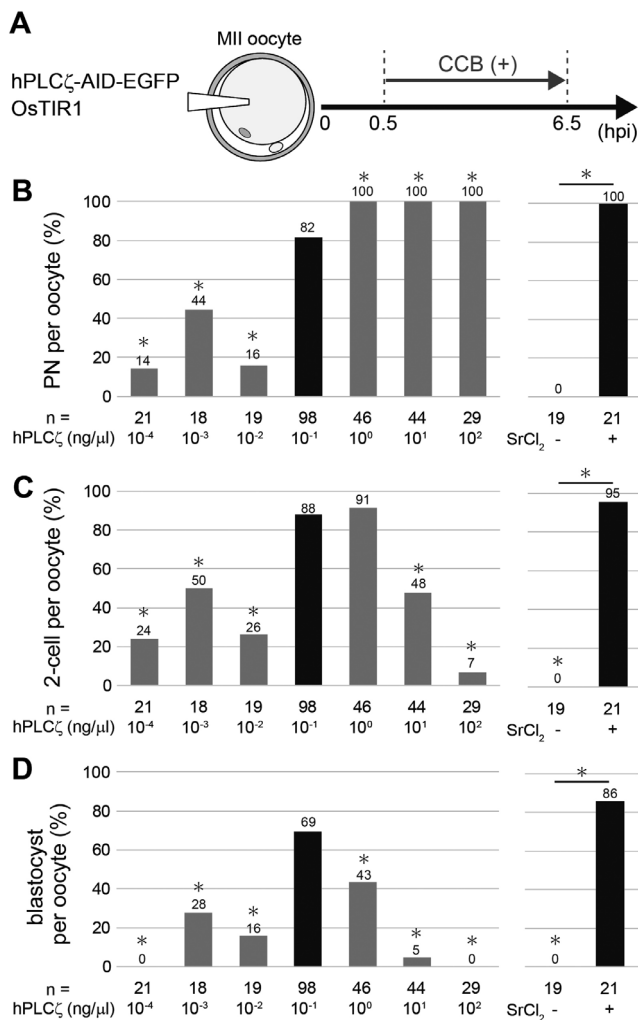 A
MII oocyte
hPLCζ-AID-EGFP
OsTIR1
CCB (+)
0 0.5 6.5 (hpi)
B
PN per oocyte (%)
100
80
60
40
20
0
* 14
* 44
* 16
82
* 100
* 100
* 100
* 0 100
n = 21 18 19 98 46 44 29 19 21
hPLCζ (ng/µl) 10-4 10-3 10-2 10-1 100 101 102 SrCl2 - +
C
2-cell per oocyte (%)
100
80
60
40
20
0
* 24
* 50
* 26
88
91
* 48
* 7
* * 0 95
n = 21 18 19 98 46 44 29 19 21
hPLCζ (ng/µl) 10-4 10-3 10-2 10-1 100 101 102 SrCl2 - +
D
blastocyst
per oocyte (%)
100
80
60
40
20
0
* 0
* 28
* 16
69
* 43
* 5
* 0
* * 0 86
n = 21 18 19 98 46 44 29 19 21
hPLCζ (ng/µl) 10-4 10-3 10-2 10-1 100 101 102 SrCl2 - +